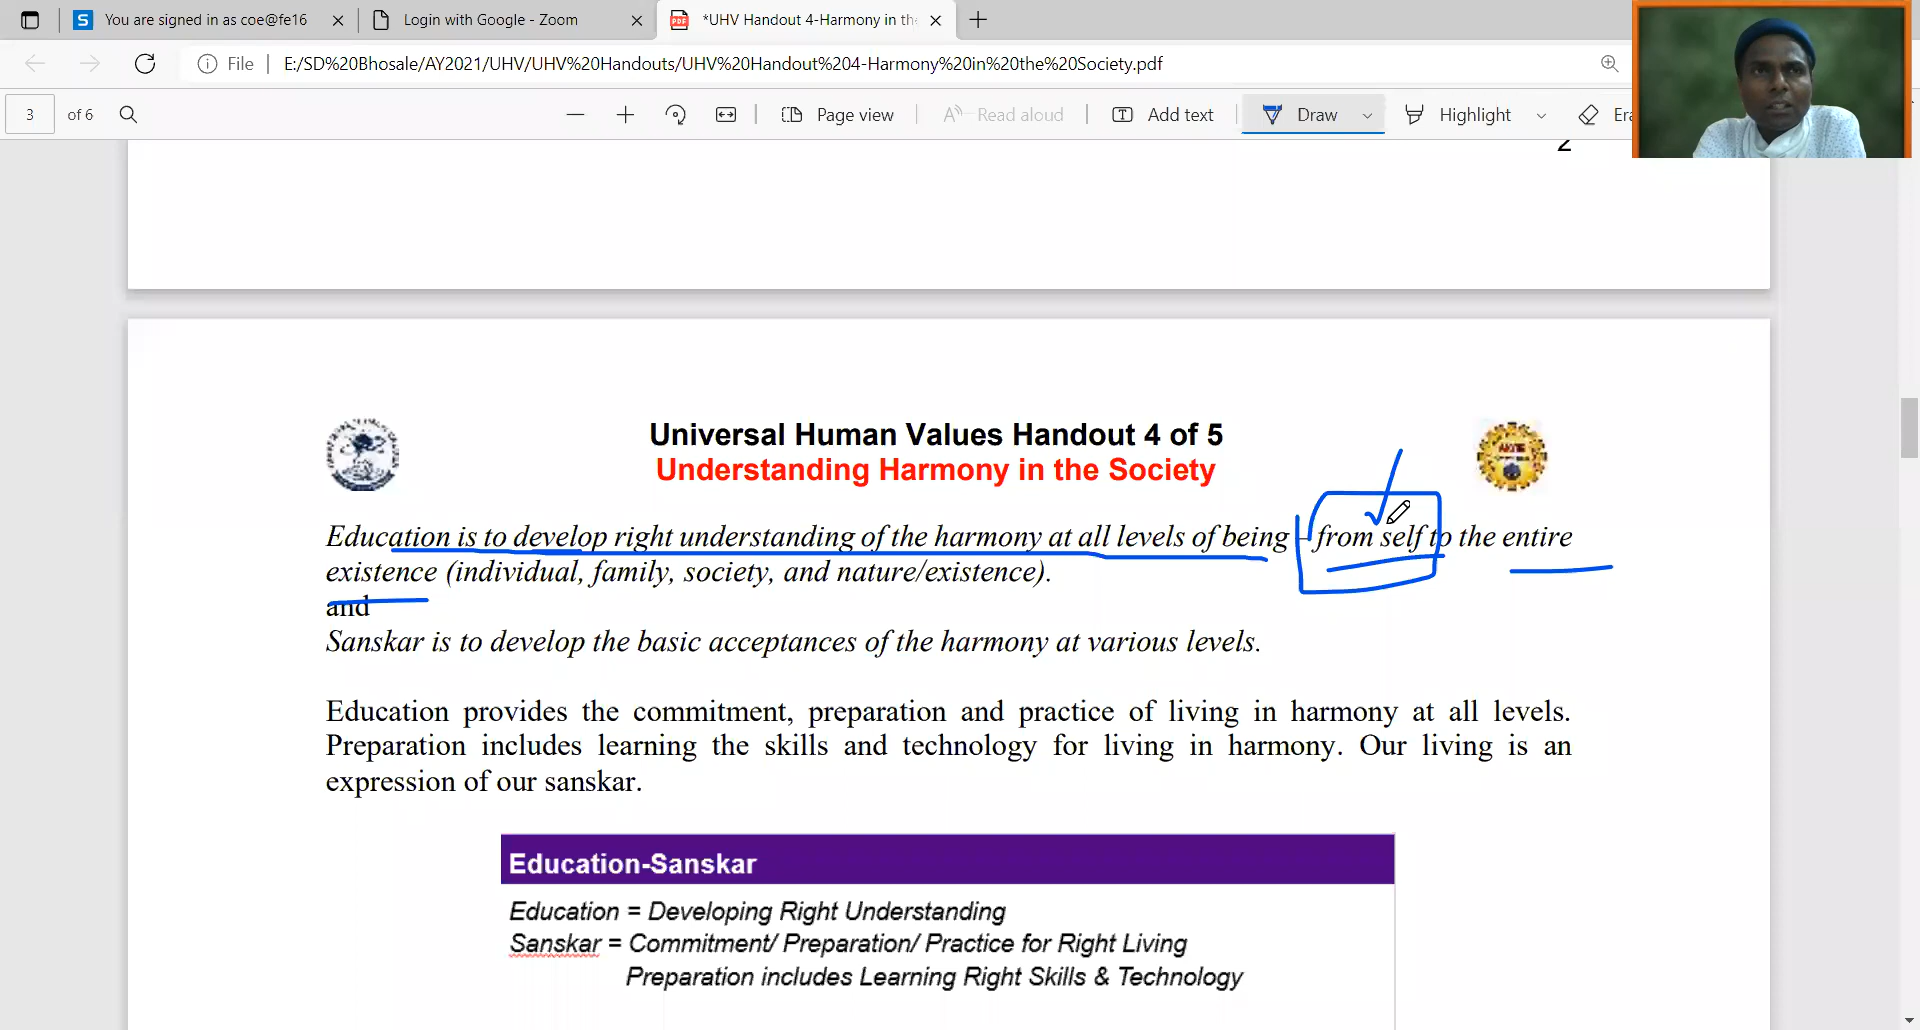 You are signed in as coe@fe16
Login with Google - Zoom
*UHV Handout 4-Harmony in the
File
E:/SD%20Bhosale/AY2021/UHV/UHV%20Handouts/UHV%20Handout%204-Harmony%20in%20the%20Society.pdf
3 of 6
Page view
Read aloud
Add text
Draw
Highlight
2
Universal Human Values Handout 4 of 5
Understanding Harmony in the Society
Education is to develop right understanding of the harmony at all levels of being – from self to the entire
existence (individual, family, society, and nature/existence).
and
Sanskar is to develop the basic acceptances of the harmony at various levels.
Education provides the commitment, preparation and practice of living in harmony at all levels.
Preparation includes learning the skills and technology for living in harmony. Our living is an
expression of our sanskar.
Education-Sanskar
Education = Developing Right Understanding
Sanskar = Commitment/ Preparation/ Practice for Right Living
Preparation includes Learning Right Skills & Technology